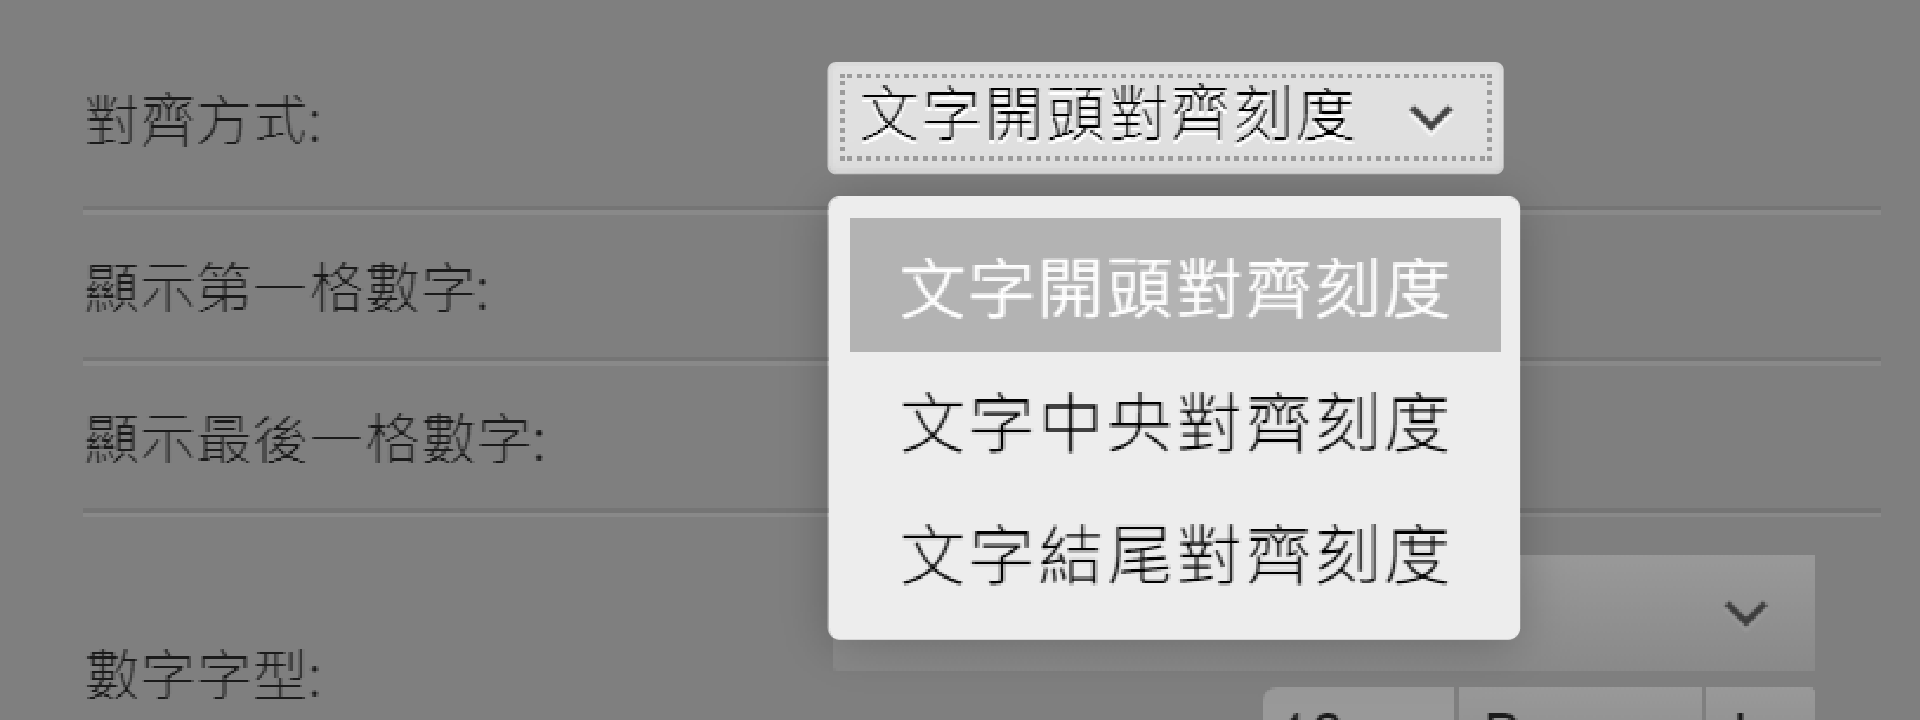 對齊方式:
文字開頭對齊刻度
文字開頭對齊刻度
顯示第一格數字:
文字中央對齊刻度
顯示最後一格數字:
文字結尾對齊刻度
數字字型: